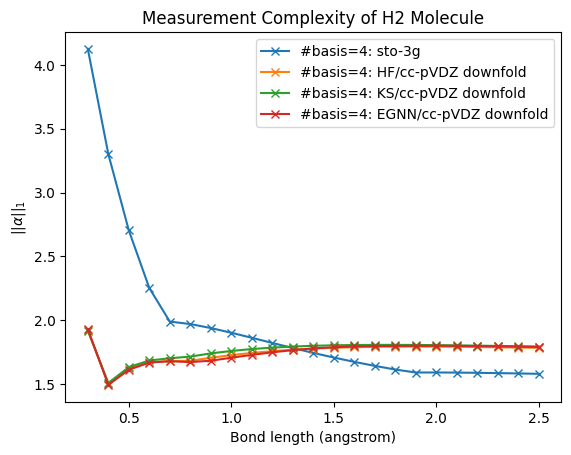 Measurement Complexity of H2 Molecule
#basis=4: sto-3g
#basis=4: HF/cc-pVDZ downfold
#basis=4: KS/cc-pVDZ downfold
#basis=4: EGNN/cc-pVDZ downfold
||α||₁
4.0
3.5
3.0
2.5
2.0
1.5
0.5 1.0 1.5 2.0 2.5
Bond length (angstrom)